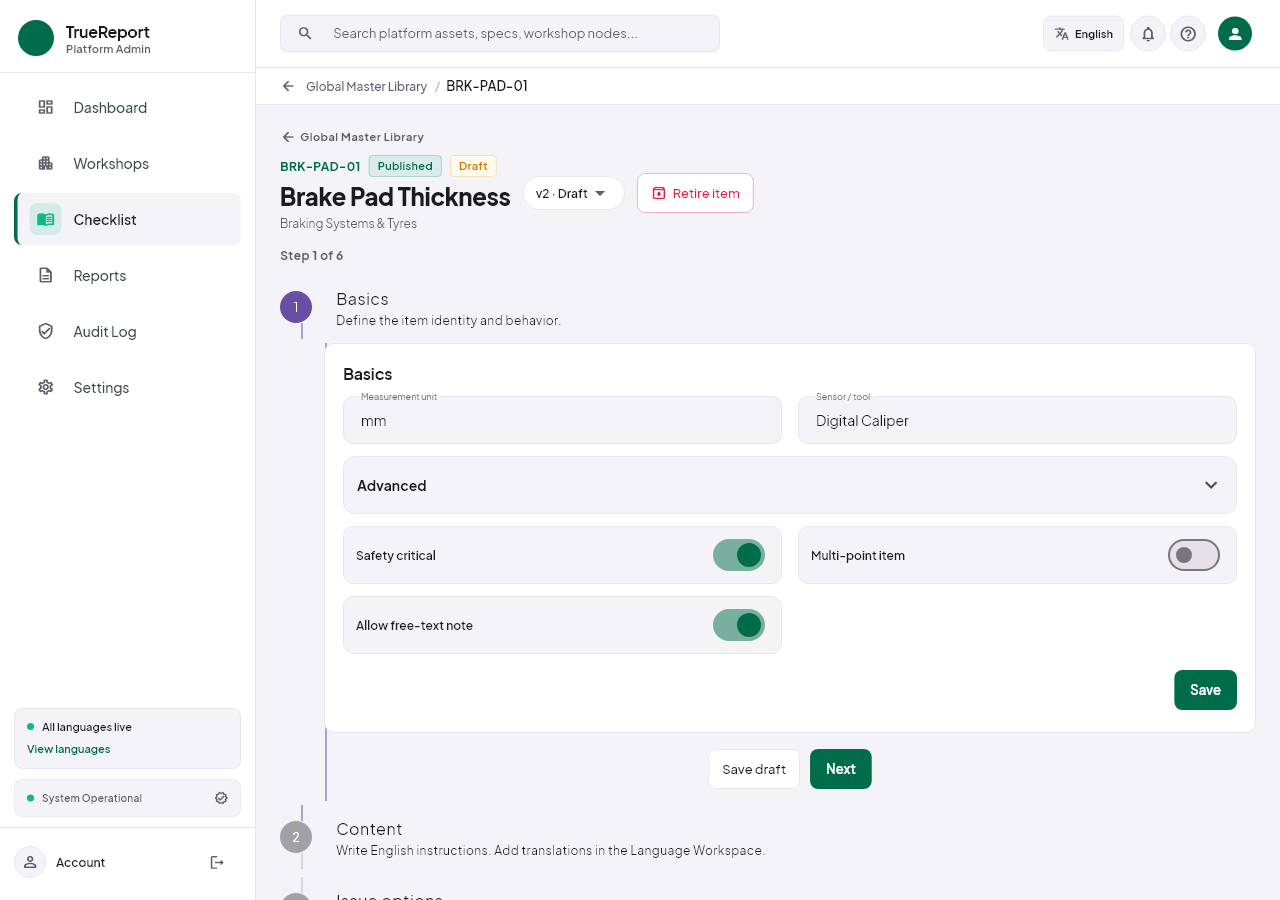 TrueReport
Platform Admin
Search platform assets, specs, workshop nodes...
English
Global Master Library / BRK-PAD-01
Dashboard
Workshops
Checklist
Reports
Audit Log
Settings
Global Master Library
BRK-PAD-01 Published Draft
Brake Pad Thickness
v2 · Draft
Retire item
Braking Systems & Tyres
Step 1 of 6
1
Basics
Define the item identity and behavior.
Basics
Measurement unit
mm
Sensor / tool
Digital Caliper
Advanced
Safety critical
Multi-point item
Allow free-text note
Save
Save draft
Next
2
Content
Write English instructions. Add translations in the Language Workspace.
Issue options
All languages live
View languages
System Operational
Account